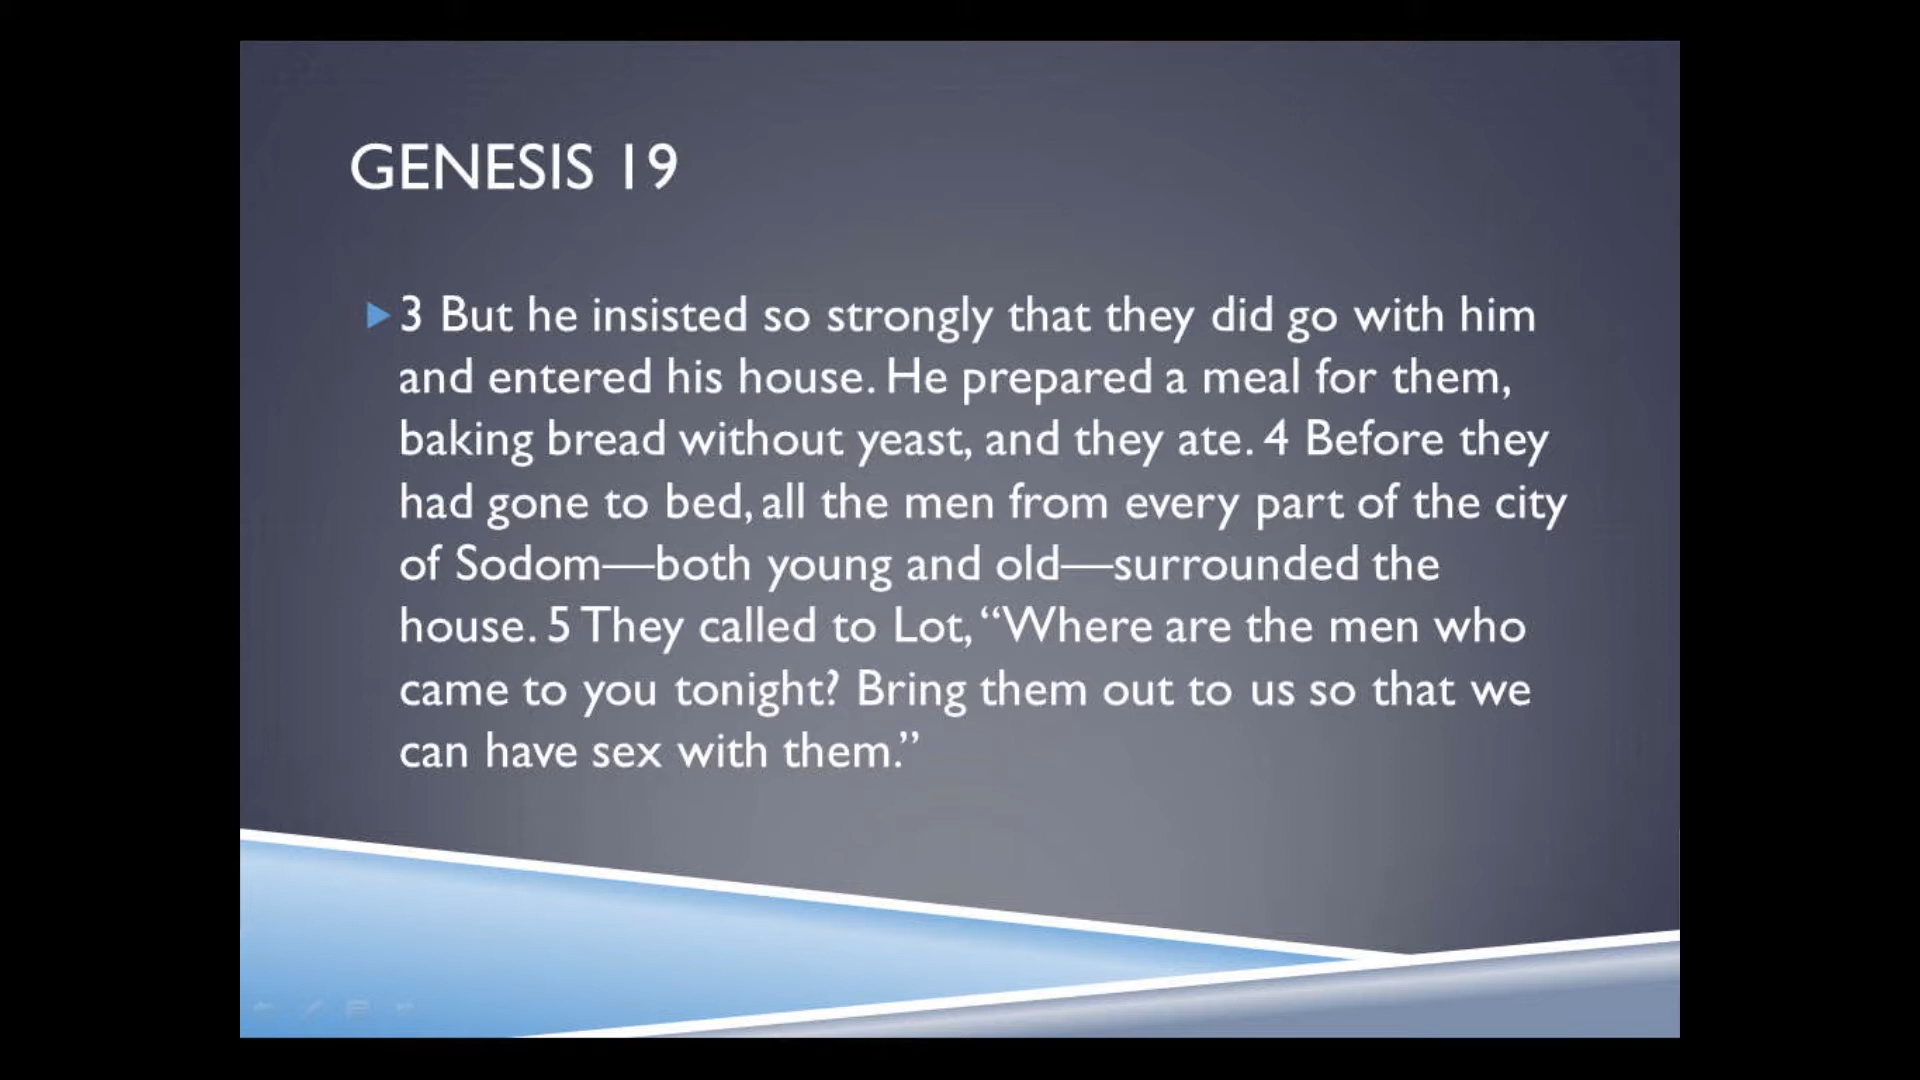 GENESIS 19
3 But he insisted so strongly that they did go with him
and entered his house. He prepared a meal for them,
baking bread without yeast, and they ate. 4 Before they
had gone to bed, all the men from every part of the city
of Sodom—both young and old—surrounded the
house. 5 They called to Lot, “Where are the men who
came to you tonight? Bring them out to us so that we
can have sex with them.”